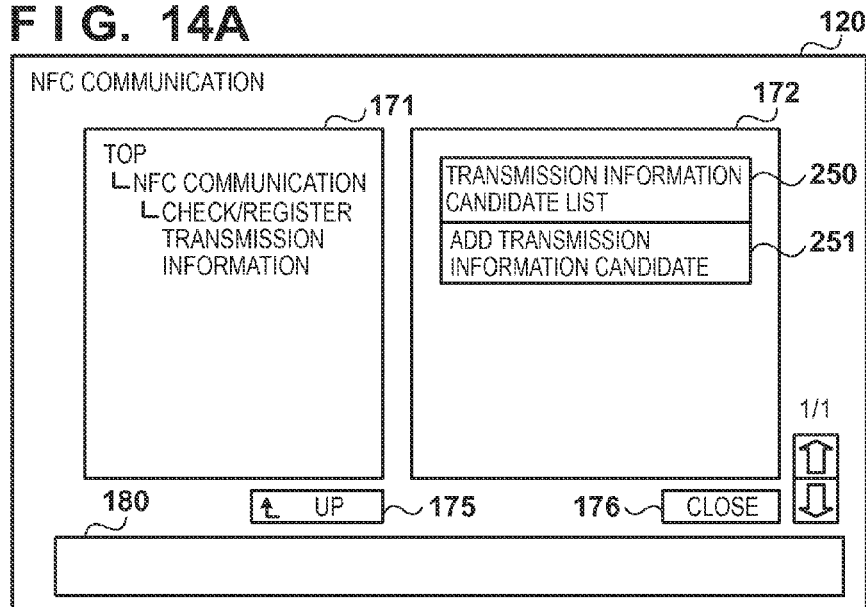 FIG. 14A
120
NFC COMMUNICATION
171
172
TOP
NFC COMMUNICATION
CHECK/REGISTER
TRANSMISSION
INFORMATION
TRANSMISSION INFORMATION
CANDIDATE LIST
250
ADD TRANSMISSION
INFORMATION CANDIDATE
251
1/1
UP
175
176
CLOSE
180